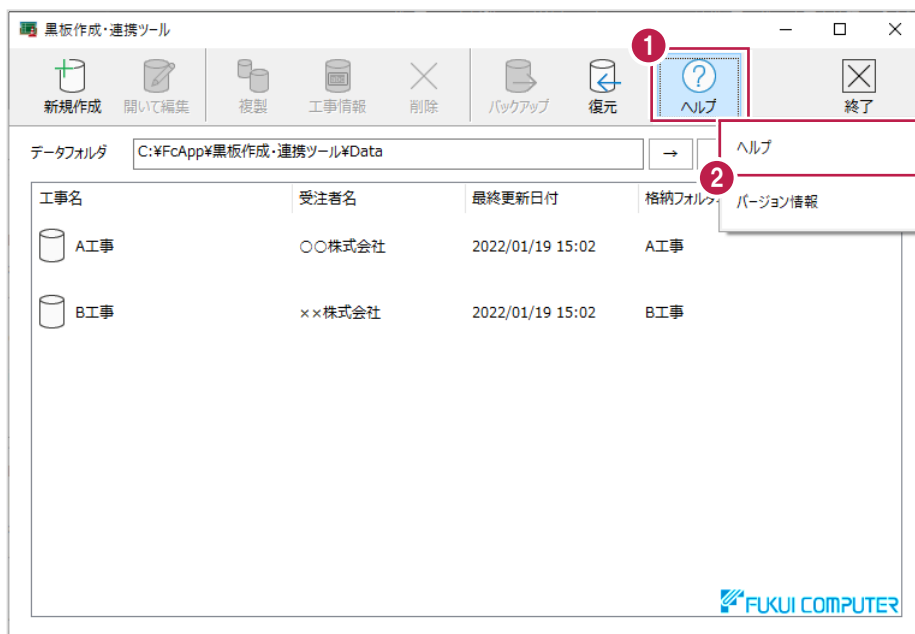 黒板作成・連携ツール
1
新規作成 開いて編集 複製 工事情報 削除 バックアップ 復元 ヘルプ 終了
データフォルダ C:¥FcApp¥黒板作成・連携ツール¥Data →
ヘルプ
2
バージョン情報
工事名 受注者名 最終更新日付 格納フォルダ
A工事 〇〇株式会社 2022/01/19 15:02 A工事
B工事 ××株式会社 2022/01/19 15:02 B工事
FUKUI COMPUTER